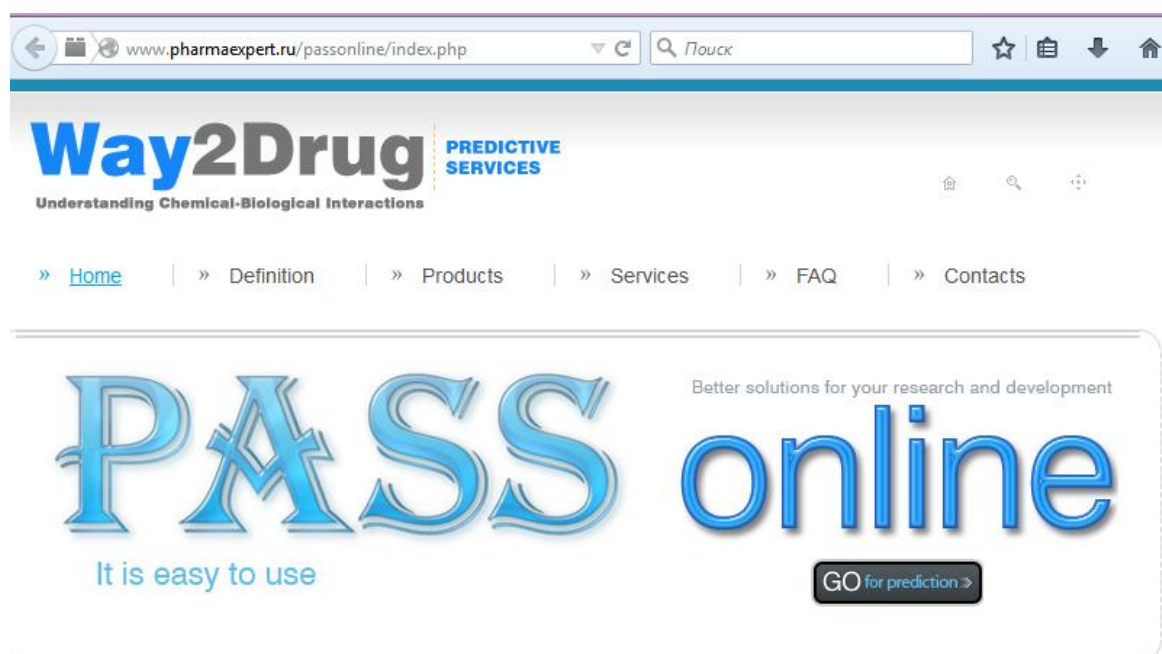 www.pharmaexpert.ru/passonline/index.php
Поиск
Way2Drug
PREDICTIVE
SERVICES
Understanding Chemical-Biological Interactions
» Home » Definition » Products » Services » FAQ » Contacts
PASS
Better solutions for your research and development
online
It is easy to use
GO for prediction »